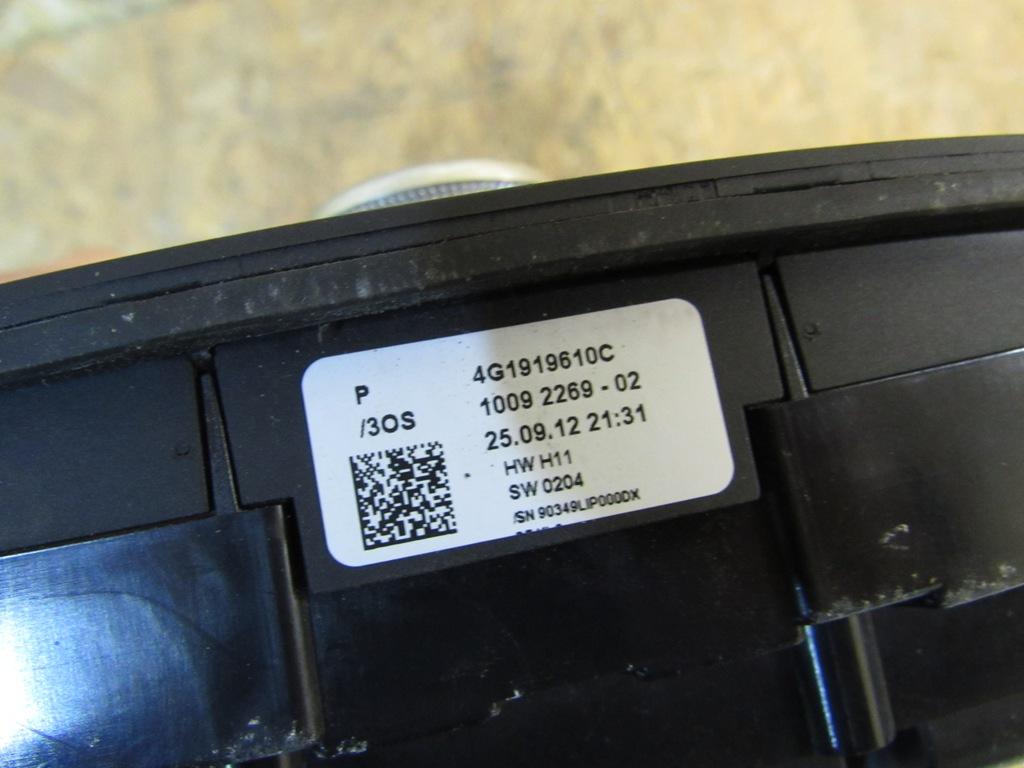 P
/3OS
4G1919610C
1009 2269 - 02
25.09.12 21:31
HW H11
SW 0204
/SN 90349LIP000DX